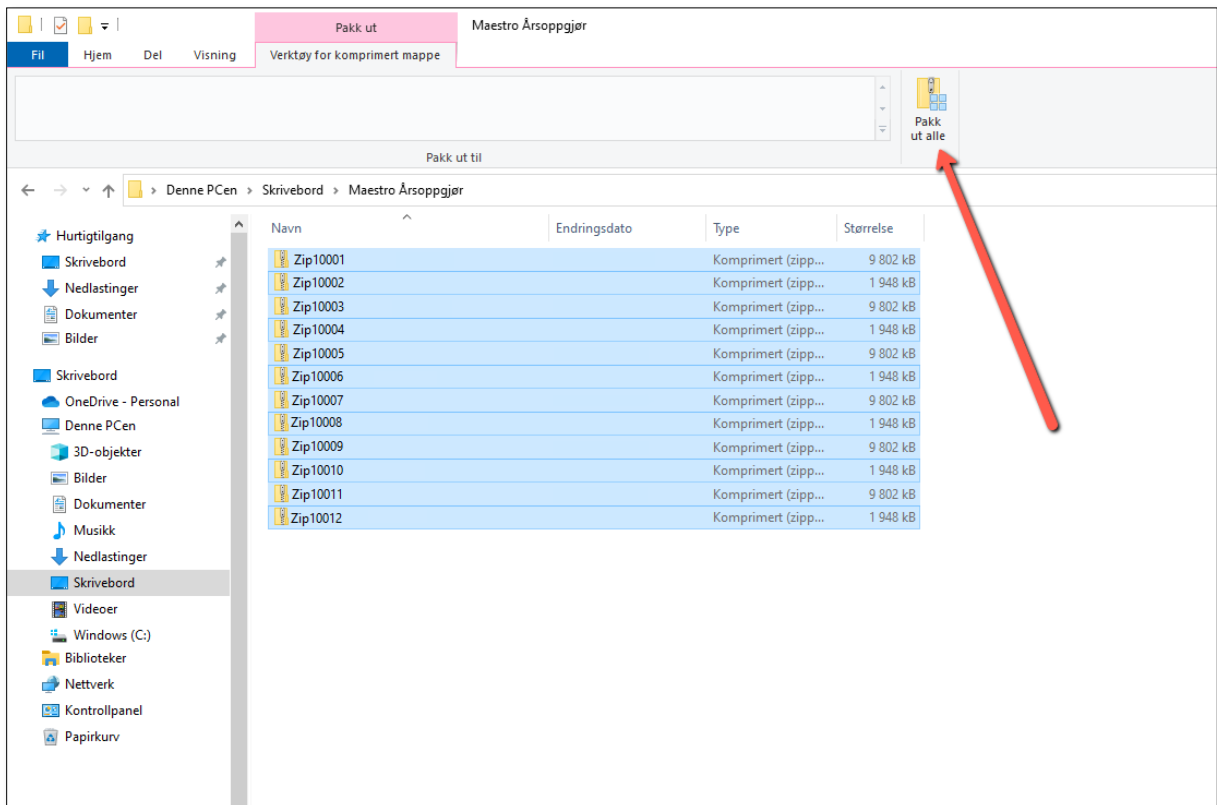 Pakk ut
Maestro Årsoppgjør
Fil
Hjem
Del
Visning
Verktøy for komprimert mappe
Pakk
ut alle
Pakk ut til
Denne PCen
Skrivebord
Maestro Årsoppgjør
Hurtigtilgang
Skrivebord
Nedlastinger
Dokumenter
Bilder
Skrivebord
OneDrive - Personal
Denne PCen
3D-objekter
Bilder
Dokumenter
Musikk
Nedlastinger
Skrivebord
Videoer
Windows (C:)
Biblioteker
Nettverk
Kontrollpanel
Papirkurv
Navn Endringsdato Type Størrelse
Zip10001 Komprimert (zipp... 9 802 kB
Zip10002 Komprimert (zipp... 1 948 kB
Zip10003 Komprimert (zipp... 9 802 kB
Zip10004 Komprimert (zipp... 1 948 kB
Zip10005 Komprimert (zipp... 9 802 kB
Zip10006 Komprimert (zipp... 1 948 kB
Zip10007 Komprimert (zipp... 9 802 kB
Zip10008 Komprimert (zipp... 1 948 kB
Zip10009 Komprimert (zipp... 9 802 kB
Zip10010 Komprimert (zipp... 1 948 kB
Zip10011 Komprimert (zipp... 9 802 kB
Zip10012 Komprimert (zipp... 1 948 kB